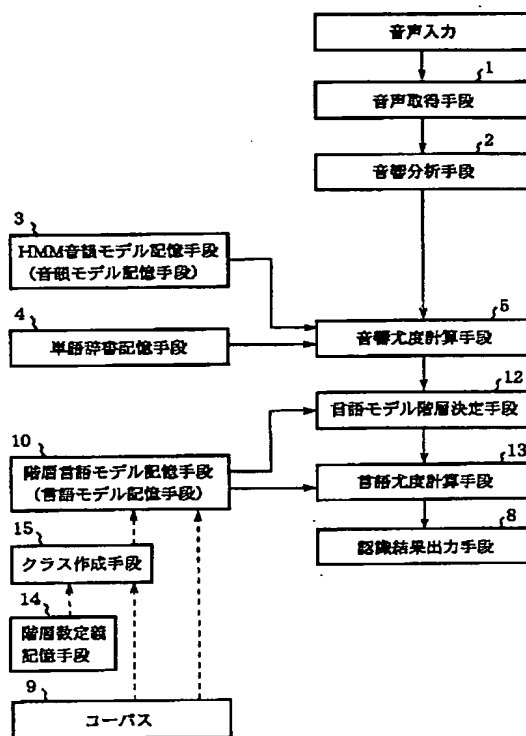 音声入力
1
音声取得手段
2
音響分析手段
3
HMM音韻モデル記憶手段
(音韻モデル記憶手段)
4
単語辞書記憶手段
5
音響尤度計算手段
12
言語モデル階層決定手段
10
階層言語モデル記憶手段
(言語モデル記憶手段)
13
言語尤度計算手段
8
認識結果出力手段
15
クラス作成手段
14
階層数定義
記憶手段
9
コーパス